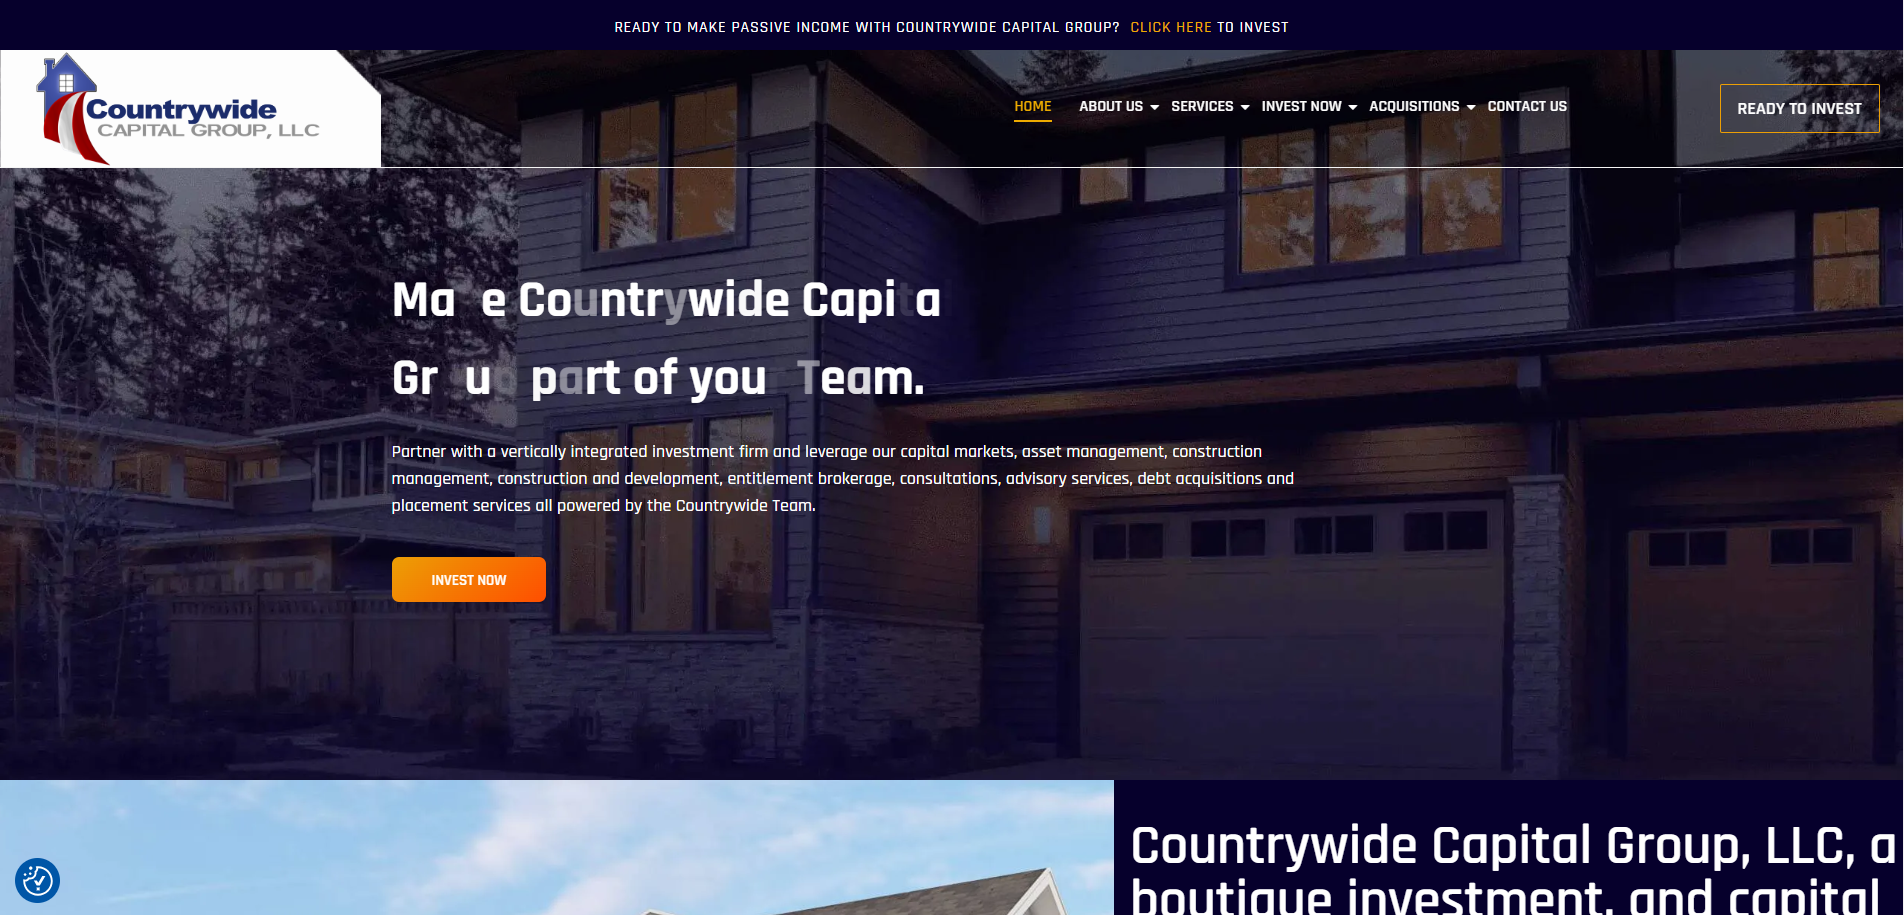 READY TO MAKE PASSIVE INCOME WITH COUNTRYWIDE CAPITAL GROUP? CLICK HERE TO INVEST
Countrywide
CAPITAL GROUP, LLC
HOME ABOUT US SERVICES INVEST NOW ACQUISITIONS CONTACT US
READY TO INVEST
Ma e Countrywide Capita
Gr up part of you Team.
Partner with a vertically integrated investment firm and leverage our capital markets, asset management, construction
management, construction and development, entitlement brokerage, consultations, advisory services, debt acquisitions and
placement services all powered by the Countrywide Team.
INVEST NOW
Countrywide Capital Group, LLC, a
boutique investment, and capital